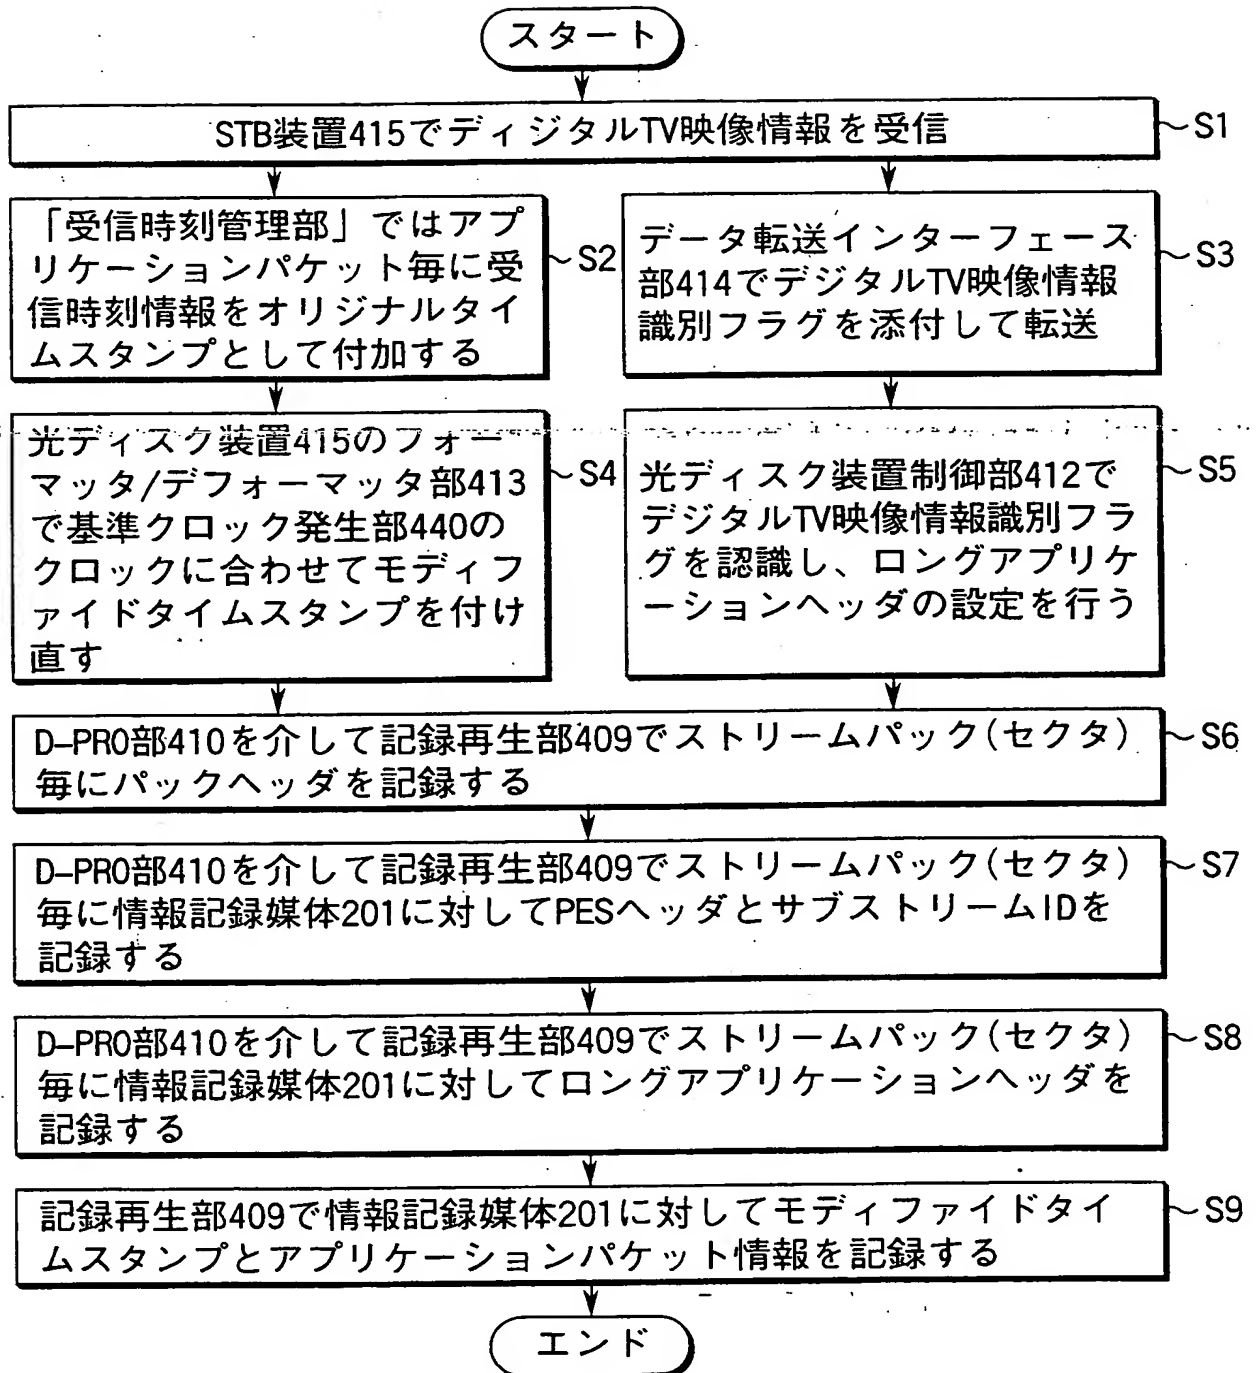 スタート
STB装置415でディジタルTV映像情報を受信
S1
「受信時刻管理部」ではアプ
リケーションパケット毎に受
信時刻情報をオリジナルタイ
ムスタンプとして付加する
S2
データ転送インターフェース
部414でデジタルTV映像情報
識別フラグを添付して転送
S3
光ディスク装置415のフォー
マッタ/デフォーマッタ部413
で基準クロック発生部440の
クロックに合わせてモディフ
ァイドタイムスタンプを付け
直す
S4
光ディスク装置制御部412で
デジタルTV映像情報識別フラ
グを認識し、ロングアプリケ
ーションヘッダの設定を行う
S5
D-PRO部410を介して記録再生部409でストリームパック(セクタ)
毎にパックヘッダを記録する
S6
D-PRO部410を介して記録再生部409でストリームパック(セクタ)
毎に情報記録媒体201に対してPESヘッダとサブストリームIDを
記録する
S7
D-PRO部410を介して記録再生部409でストリームパック(セクタ)
毎に情報記録媒体201に対してロングアプリケーションヘッダを
記録する
S8
記録再生部409で情報記録媒体201に対してモディファイドタイ
ムスタンプとアプリケーションパケット情報を記録する
S9
エンド